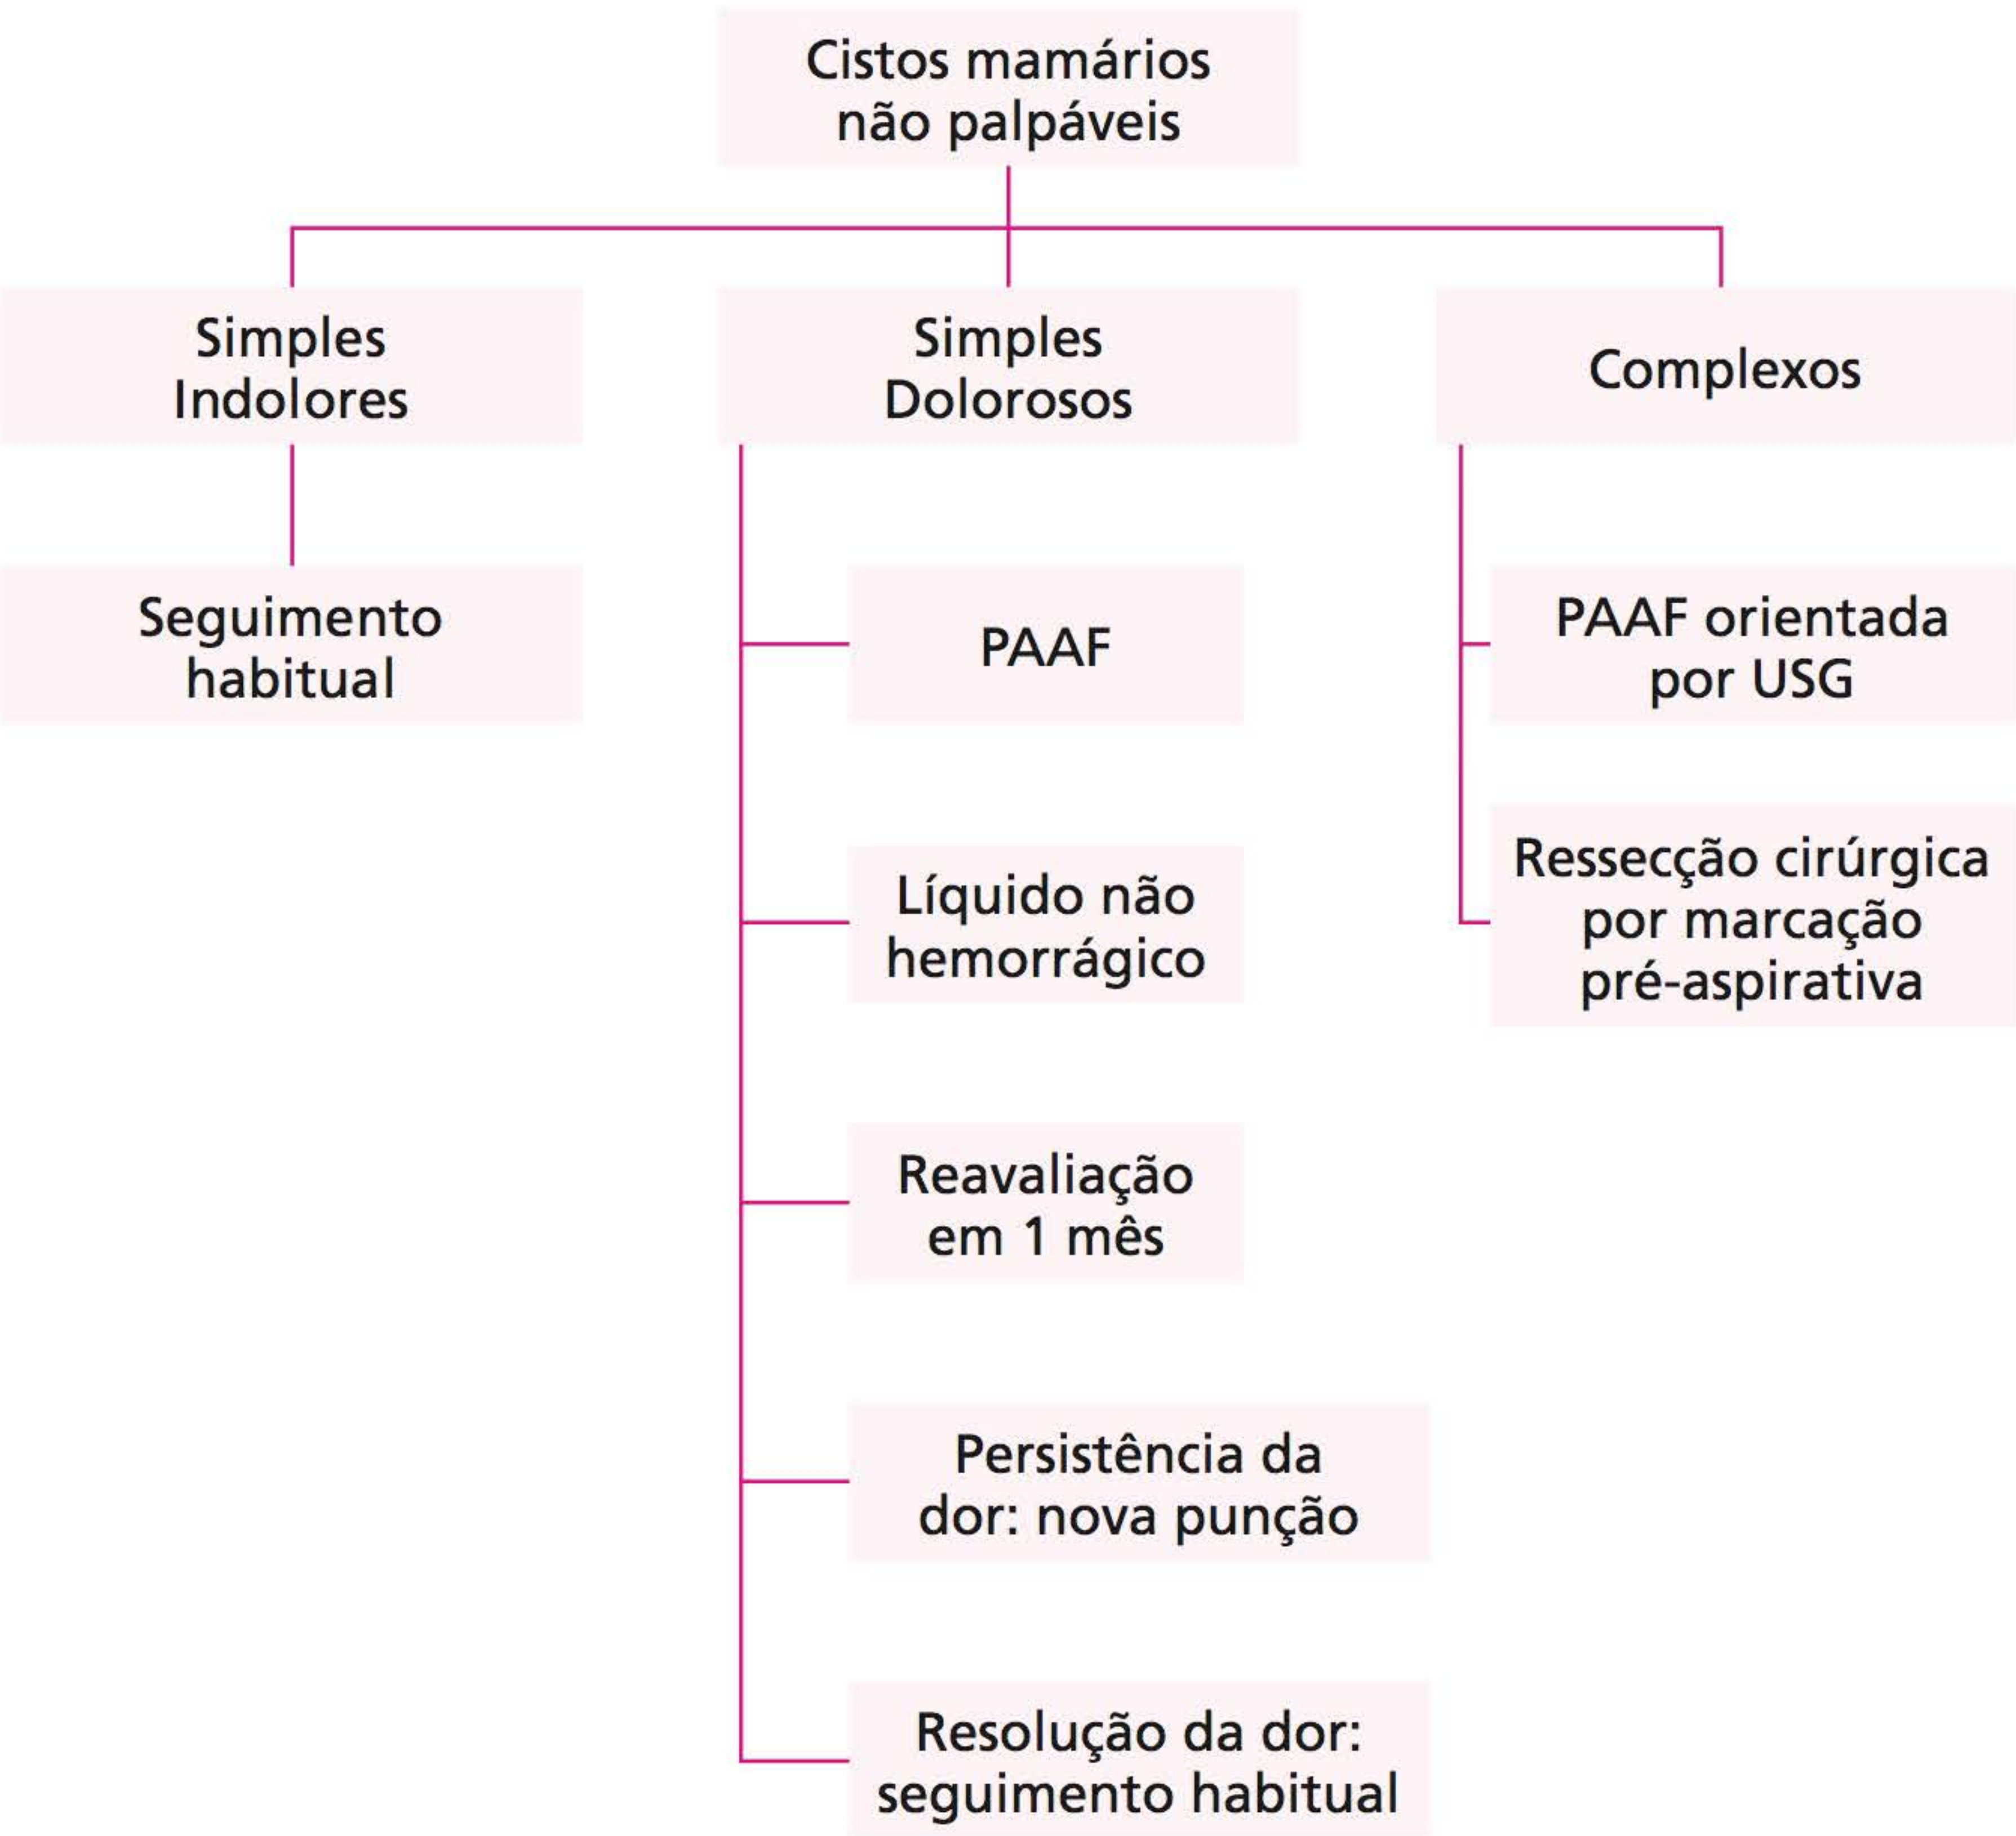 Cistos mamários
não palpáveis
Simples
Indolores
Simples
Dolorosos
Complexos
Seguimento
habitual
PAAF
PAAF orientada
por USG
Líquido não
hemorrágico
Ressecção cirúrgica
por marcação
pré-aspirativa
Reavaliação
em 1 mês
Persistência da
dor: nova punção
Resolução da dor:
seguimento habitual